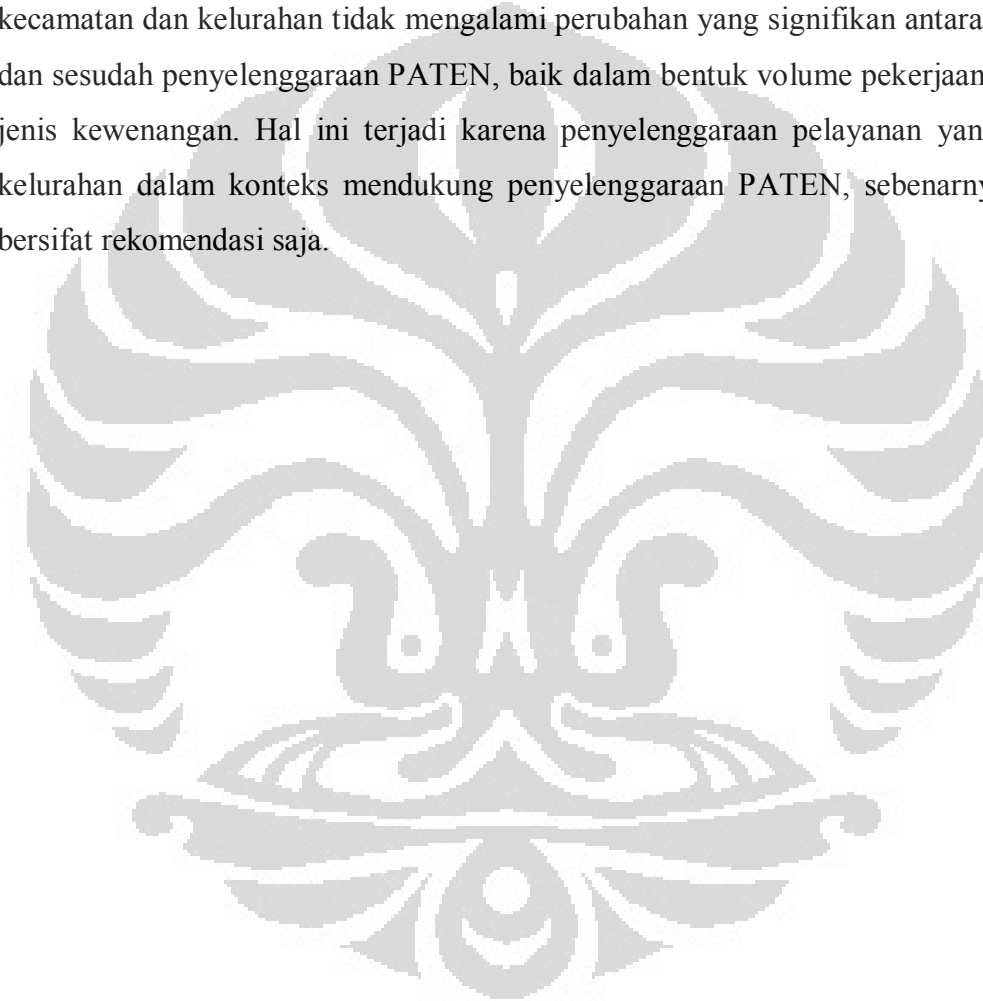 kecamatan dan kelurahan tidak mengalami perubahan yang signifikan antara
dan sesudah penyelenggaraan PATEN, baik dalam bentuk volume pekerjaan
jenis kewenangan. Hal ini terjadi karena penyelenggaraan pelayanan yan
kelurahan dalam konteks mendukung penyelenggaraan PATEN, sebenarny
bersifat rekomendasi saja.